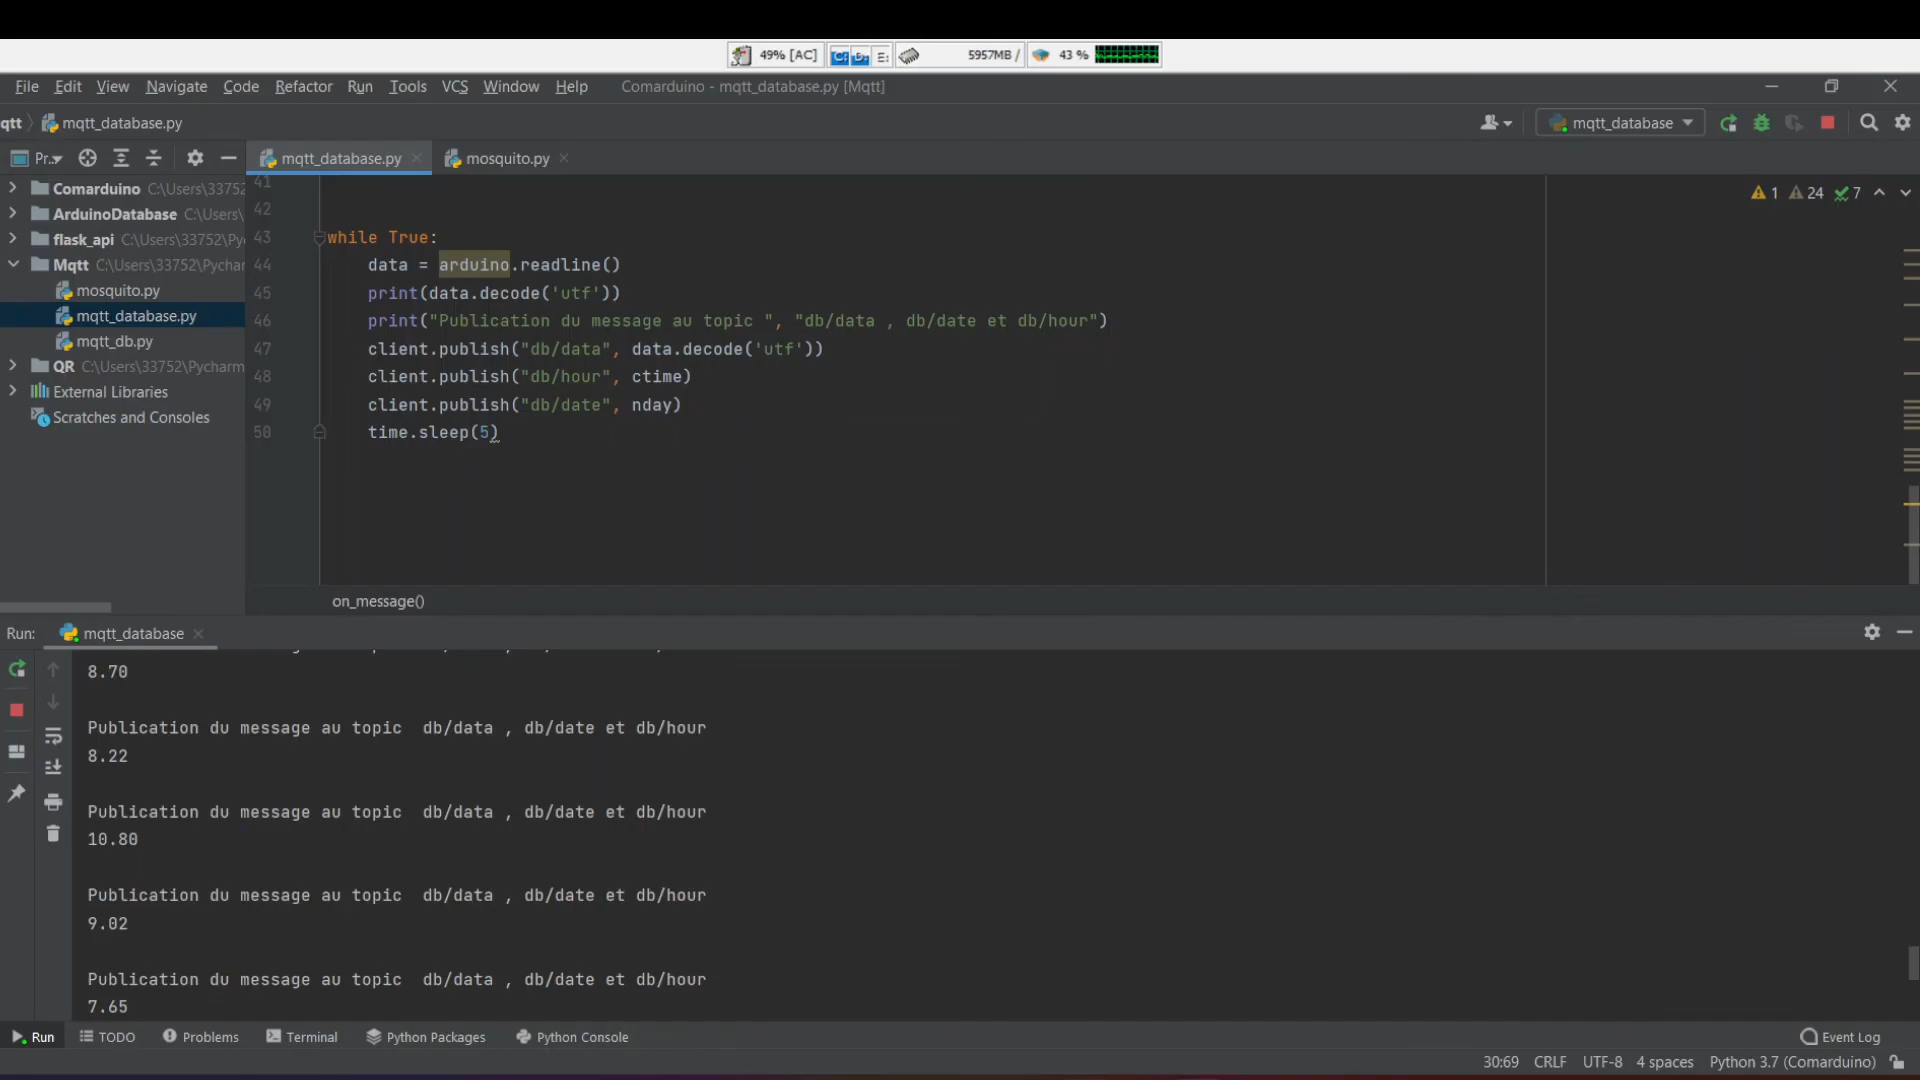 49% [AC] C: D: E: 5957MB / 43 %
File Edit View Navigate Code Refactor Run Tools VCS Window Help Comarduino - mqtt_database.py [Mqtt]
qtt mqtt_database.py mqtt_database
Pr... mqtt_database.py mosquito.py
Comarduino C:\Users\33752
ArduinoDatabase C:\Users\
flask_api C:\Users\33752\Py
Mqtt C:\Users\33752\Pychar
mosquito.py
mqtt_database.py
mqtt_db.py
QR C:\Users\33752\Pycharm
External Libraries
Scratches and Consoles
1 24 7
41
42
43 while True:
44 data = arduino.readline()
45 print(data.decode('utf'))
46 print("Publication du message au topic ", "db/data , db/date et db/hour")
47 client.publish("db/data", data.decode('utf'))
48 client.publish("db/hour", ctime)
49 client.publish("db/date", nday)
50 time.sleep(5)
on_message()
Run: mqtt_database
8.70
Publication du message au topic  db/data , db/date et db/hour
8.22
Publication du message au topic  db/data , db/date et db/hour
10.80
Publication du message au topic  db/data , db/date et db/hour
9.02
Publication du message au topic  db/data , db/date et db/hour
7.65
Run TODO Problems Terminal Python Packages Python Console Event Log
30:69 CRLF UTF-8 4 spaces Python 3.7 (Comarduino)